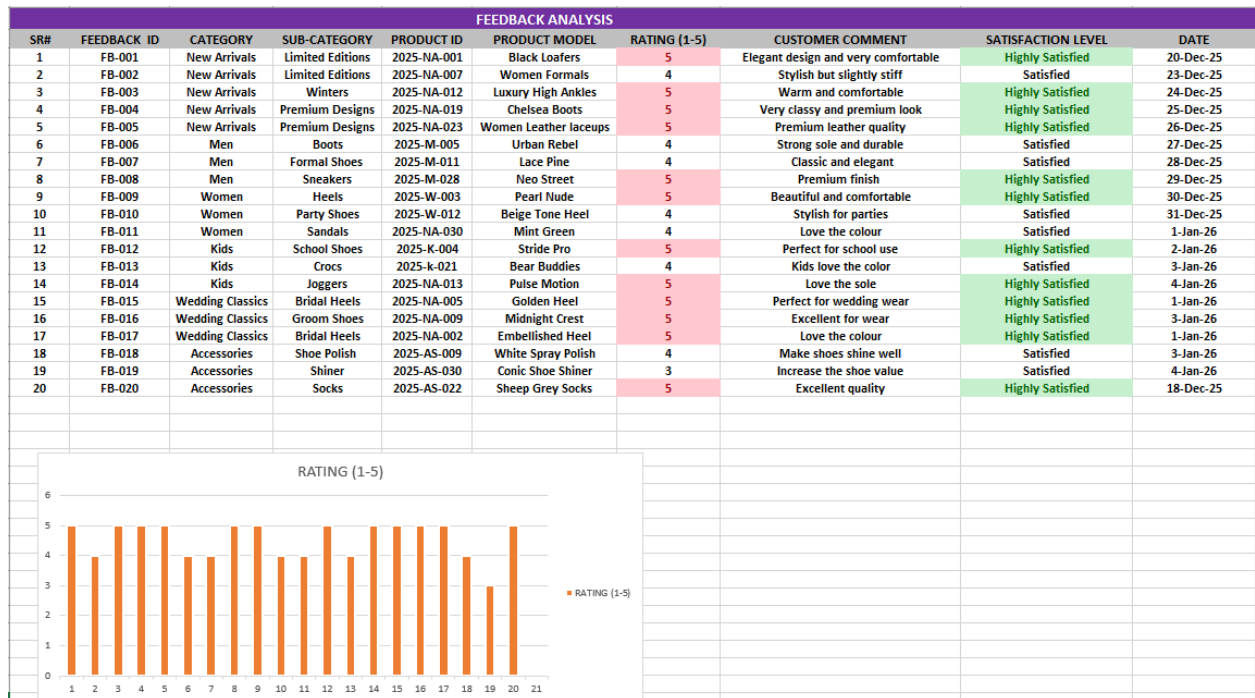 FEEDBACK ANALYSIS
SR# FEEDBACK ID CATEGORY SUB-CATEGORY PRODUCT ID PRODUCT MODEL RATING (1-5) CUSTOMER COMMENT SATISFACTION LEVEL DATE
1 FB-001 New Arrivals Limited Editions 2025-NA-001 Black Loafers 5 Elegant design and very comfortable Highly Satisfied 20-Dec-25
2 FB-002 New Arrivals Limited Editions 2025-NA-007 Women Formals 4 Stylish but slightly stiff Satisfied 23-Dec-25
3 FB-003 New Arrivals Winters 2025-NA-012 Luxury High Ankles 5 Warm and comfortable Highly Satisfied 24-Dec-25
4 FB-004 New Arrivals Premium Designs 2025-NA-019 Chelsea Boots 5 Very classy and premium look Highly Satisfied 25-Dec-25
5 FB-005 New Arrivals Premium Designs 2025-NA-023 Women Leather laceups 5 Premium leather quality Highly Satisfied 26-Dec-25
6 FB-006 Men Boots 2025-M-005 Urban Rebel 4 Strong sole and durable Satisfied 27-Dec-25
7 FB-007 Men Formal Shoes 2025-M-011 Lace Pine 4 Classic and elegant Satisfied 28-Dec-25
8 FB-008 Men Sneakers 2025-M-028 Neo Street 5 Premium finish Highly Satisfied 29-Dec-25
9 FB-009 Women Heels 2025-W-003 Pearl Nude 5 Beautiful and comfortable Highly Satisfied 30-Dec-25
10 FB-010 Women Party Shoes 2025-W-012 Beige Tone Heel 4 Stylish for parties Satisfied 31-Dec-25
11 FB-011 Women Sandals 2025-NA-030 Mint Green 4 Love the colour Satisfied 1-Jan-26
12 FB-012 Kids School Shoes 2025-K-004 Stride Pro 5 Perfect for school use Highly Satisfied 2-Jan-26
13 FB-013 Kids Crocs 2025-k-021 Bear Buddies 4 Kids love the color Satisfied 3-Jan-26
14 FB-014 Kids Joggers 2025-NA-013 Pulse Motion 5 Love the sole Highly Satisfied 4-Jan-26
15 FB-015 Wedding Classics Bridal Heels 2025-NA-005 Golden Heel 5 Perfect for wedding wear Highly Satisfied 1-Jan-26
16 FB-016 Wedding Classics Groom Shoes 2025-NA-009 Midnight Crest 5 Excellent for wear Highly Satisfied 3-Jan-26
17 FB-017 Wedding Classics Bridal Heels 2025-NA-002 Embellished Heel 5 Love the colour Highly Satisfied 1-Jan-26
18 FB-018 Accessories Shoe Polish 2025-AS-009 White Spray Polish 4 Make shoes shine well Satisfied 3-Jan-26
19 FB-019 Accessories Shiner 2025-AS-030 Conic Shoe Shiner 3 Increase the shoe value Satisfied 4-Jan-26
20 FB-020 Accessories Socks 2025-AS-022 Sheep Grey Socks 5 Excellent quality Highly Satisfied 18-Dec-25
RATING (1-5)
6
5
4
3
2
1
0
RATING (1-5)
1 2 3 4 5 6 7 8 9 10 11 12 13 14 15 16 17 18 19 20 21